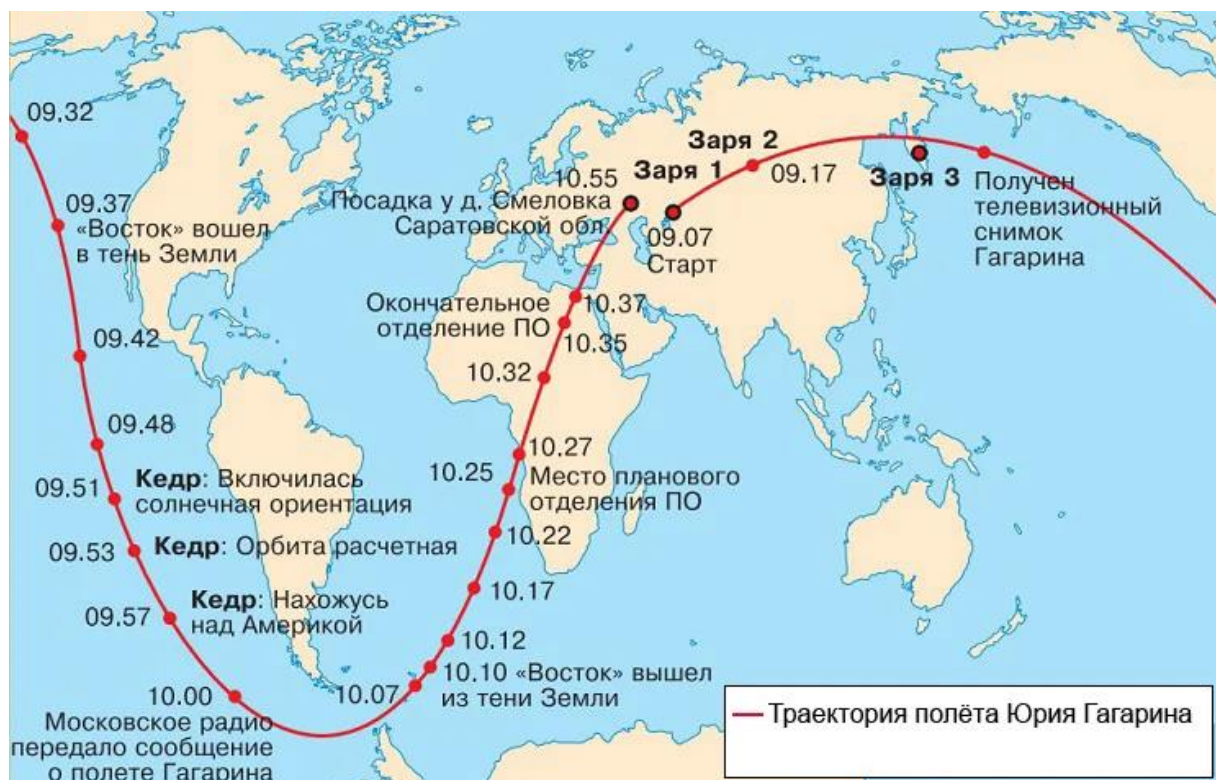 09.32
09.37
«Восток» вошел
в тень Земли
09.42
09.48
09.51
Кедр: Включилась
солнечная ориентация
09.53
Кедр: Орбита расчетная
09.57
Кедр: Нахожусь
над Америкой
10.00
Московское радио
передало сообщение
о полете Гагарина
10.07
10.10 «Восток» вышел
из тени Земли
10.12
10.17
10.22
10.25
10.27
Место планового
отделения ПО
10.32
10.35
10.37
Окончательное
отделение ПО
10.55
Посадка у д. Смеловка
Саратовской обл.
Заря 1
09.07
Старт
Заря 2
09.17
Заря 3
Получен
телевизионный
снимок
Гагарина
Траектория полёта Юрия Гагарина